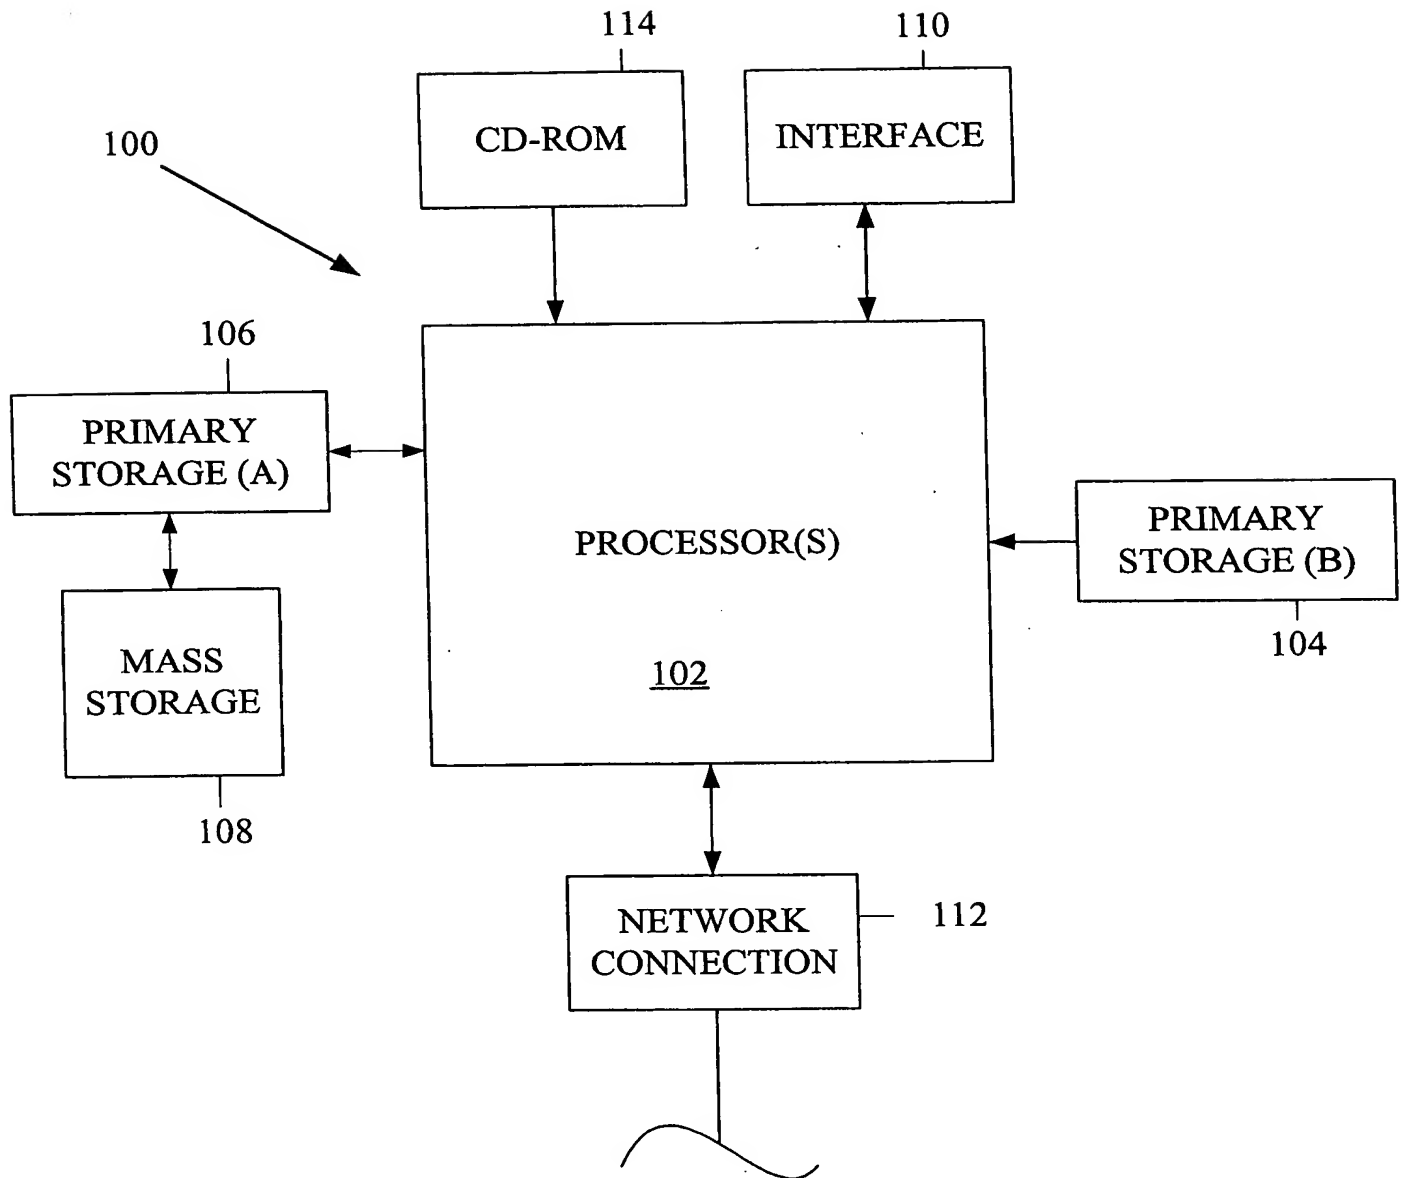 114
110
CD-ROM
INTERFACE
100
106
PRIMARY
STORAGE (A)
PROCESSOR(S)
102
PRIMARY
STORAGE (B)
104
MASS
STORAGE
108
NETWORK
CONNECTION
112